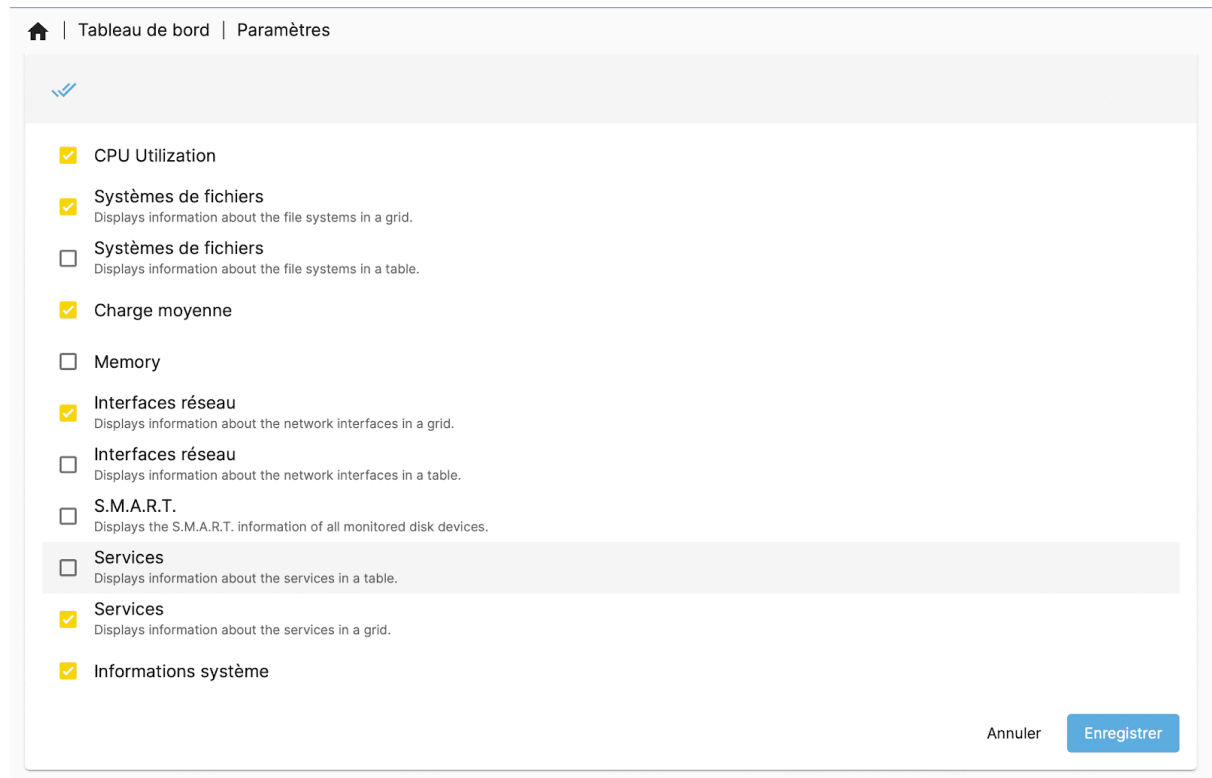 Tableau de bord | Paramètres
CPU Utilization
Systèmes de fichiers
Displays information about the file systems in a grid.
Systèmes de fichiers
Displays information about the file systems in a table.
Charge moyenne
Memory
Interfaces réseau
Displays information about the network interfaces in a grid.
Interfaces réseau
Displays information about the network interfaces in a table.
S.M.A.R.T.
Displays the S.M.A.R.T. information of all monitored disk devices.
Services
Displays information about the services in a table.
Services
Displays information about the services in a grid.
Informations système
Annuler Enregistrer